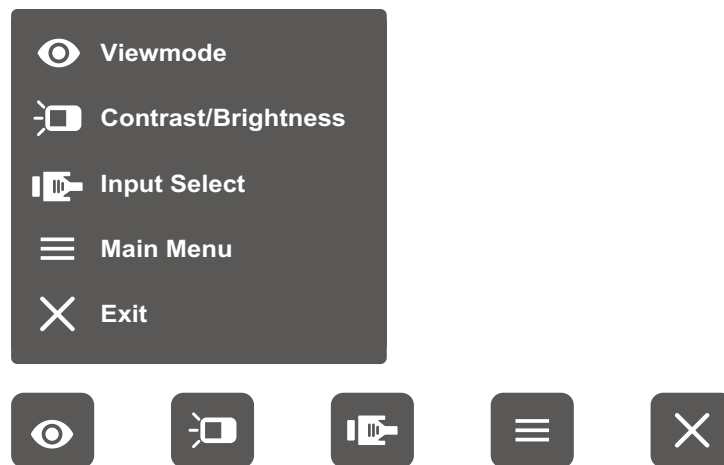 Viewmode
Contrast/Brightness
Input Select
Main Menu
Exit